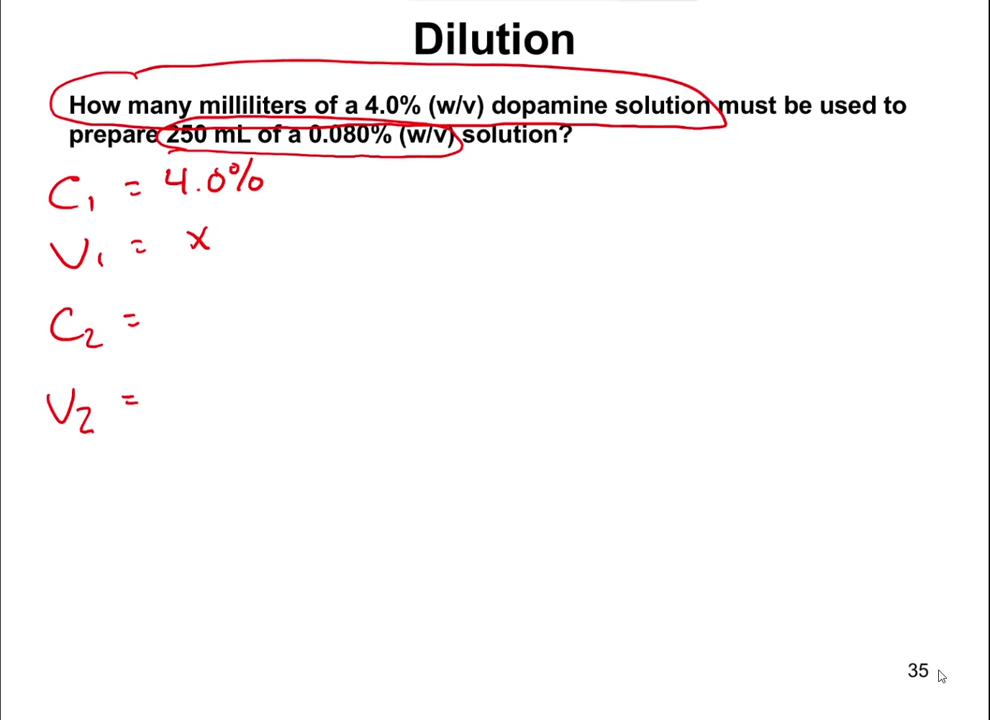 Dilution
How many milliliters of a 4.0% (w/v) dopamine solution must be used to
prepare 250 mL of a 0.080% (w/v) solution?
C₁ = 4.0%
V₁ = x
C₂ =
V₂ =
35